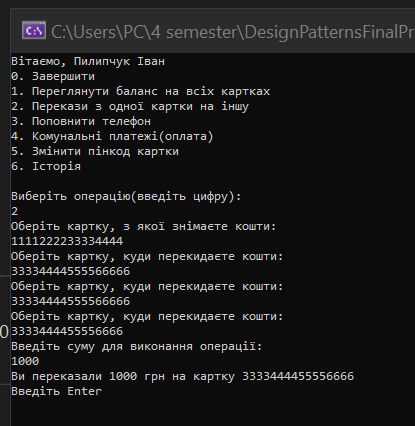 C:\Users\PC\4 semester\DesignPatternsFinalPr
Вітаємо, Пилипчук Іван
0. Завершити
1. Переглянути баланс на всіх картках
2. Перекази з одної картки на іншу
3. Поповнити телефон
4. Комунальні платежі(оплата)
5. Змінити пінкод картки
6. Історія
Виберіть операцію(введіть цифру):
2
Оберіть картку, з якої знімаєте кошти:
1111222233334444
Оберіть картку, куди перекидаєте кошти:
33334444555566666
Оберіть картку, куди перекидаєте кошти:
33334444555566666
Оберіть картку, куди перекидаєте кошти:
3333444455556666
Введіть суму для виконання операції:
1000
Ви переказали 1000 грн на картку 3333444455556666
Введіть Enter